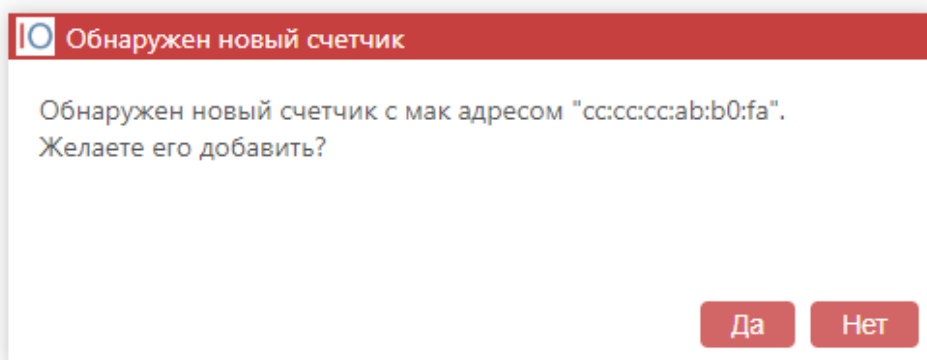 IO Обнаружен новый счетчик
Обнаружен новый счетчик с мак адресом "cc:cc:cc:ab:b0:fa".
Желаете его добавить?
Да Нет